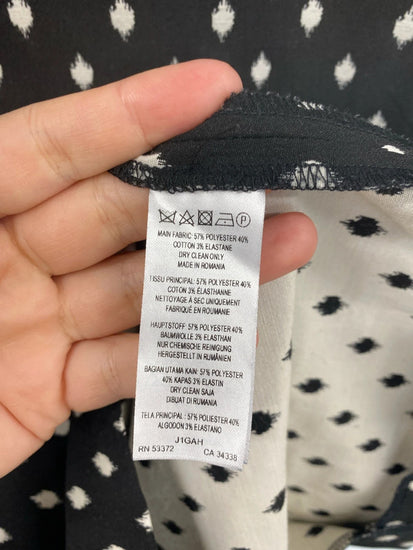 P
MAIN FABRIC: 57% POLYESTER 40%
COTTON 3% ELASTANE
DRY CLEAN ONLY
MADE IN ROMANIA
TISSU PRINCIPAL: 57% POLYESTER 40%
COTON 3% ÉLASTHANNE
NETTOYAGE À SEC UNIQUEMENT
FABRIQUÉ EN ROUMANIE
HAUPTSTOFF: 57% POLYESTER 40%
BAUMWOLLE 3% ELASTHAN
NUR CHEMISCHE REINIGUNG
HERGESTELLT IN RUMÄNIEN
BAGIAN UTAMA KAIN: 57% POLYESTER
40% KAPAS 3% ELASTIN
DRY CLEAN SAJA
DIBUAT DI RUMANIA
TELA PRINCIPAL: 57% POLIÉSTER 40%
ALGODÓN 3% ELASTANO
J1GAH
RN 53372 CA 34338